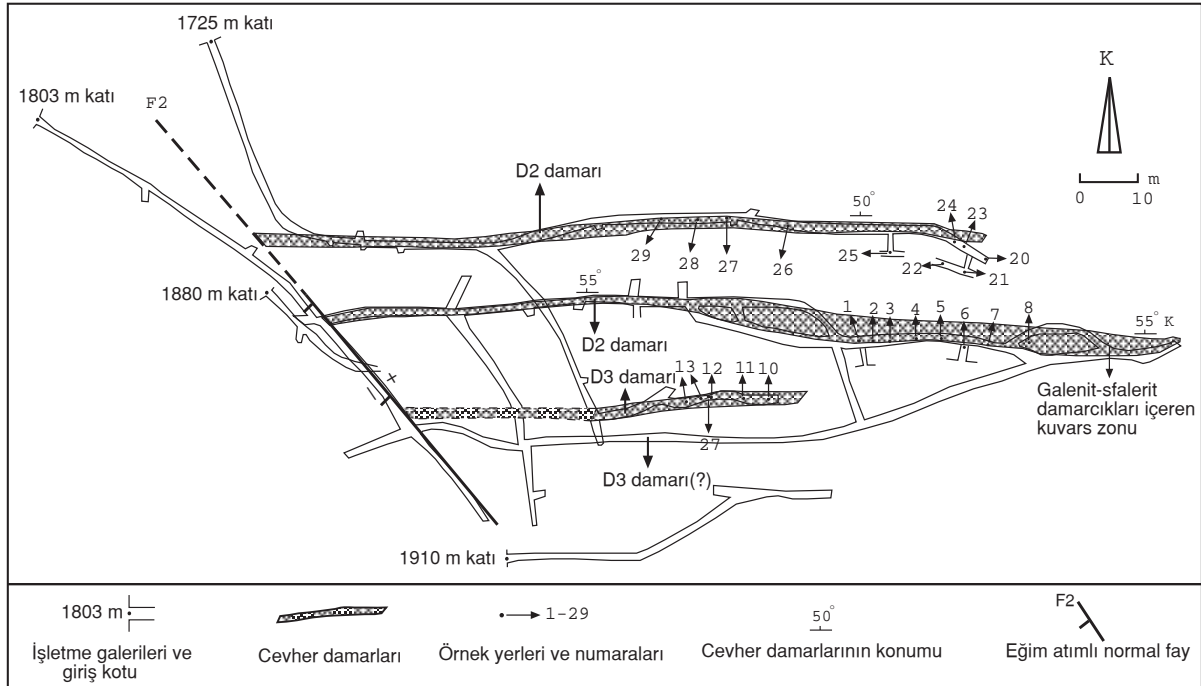 1725 m katı
1803 m katı
F2
K
m
0 10
D2 damarı
50°
24
23
29
28
27
26
25
22
20
21
1880 m katı
55°
1
2
3
4
5
6
7
8
55° K
D2 damarı
D3 damarı
13
12
11
10
27
+
–
Galenit-sfalerit
damarcıkları içeren
kuvars zonu
D3 damarı(?)
1910 m katı
1803 m
İşletme galerileri ve
giriş kotu
Cevher damarları
1-29
Örnek yerleri ve numaraları
50°
Cevher damarlarının konumu
F2
Eğim atımlı normal fay